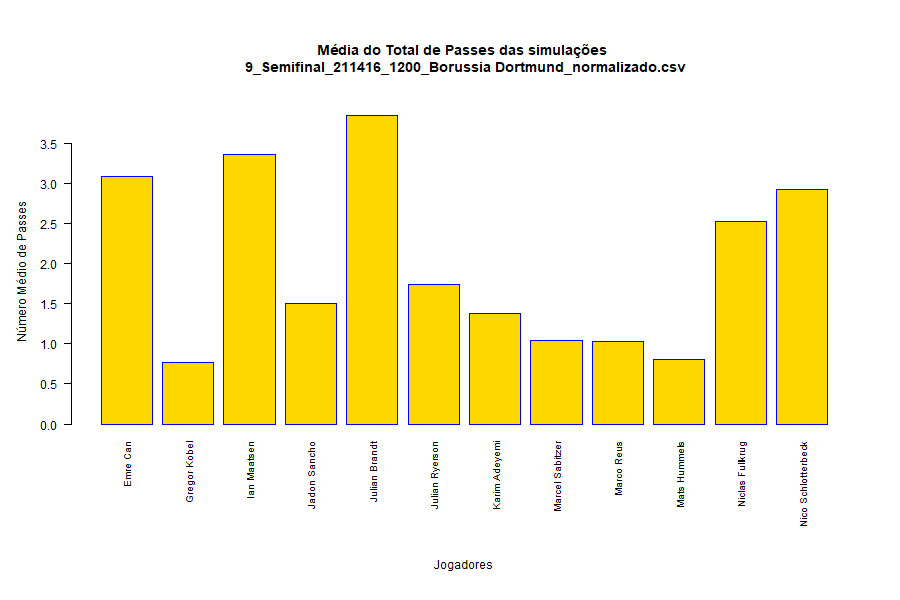 Média do Total de Passes das simulações
9_Semifinal_211416_1200_Borussia Dortmund_normalizado.csv
Número Médio de Passes
3.5
3.0
2.5
2.0
1.5
1.0
0.5
0.0
Emre Can
Gregor Kobel
Ian Maatsen
Jadon Sancho
Julian Brandt
Julian Ryerson
Karim Adeyemi
Marcel Sabitzer
Marco Reus
Mats Hummels
Niclas Fulkrug
Nico Schlotterbeck
Jogadores